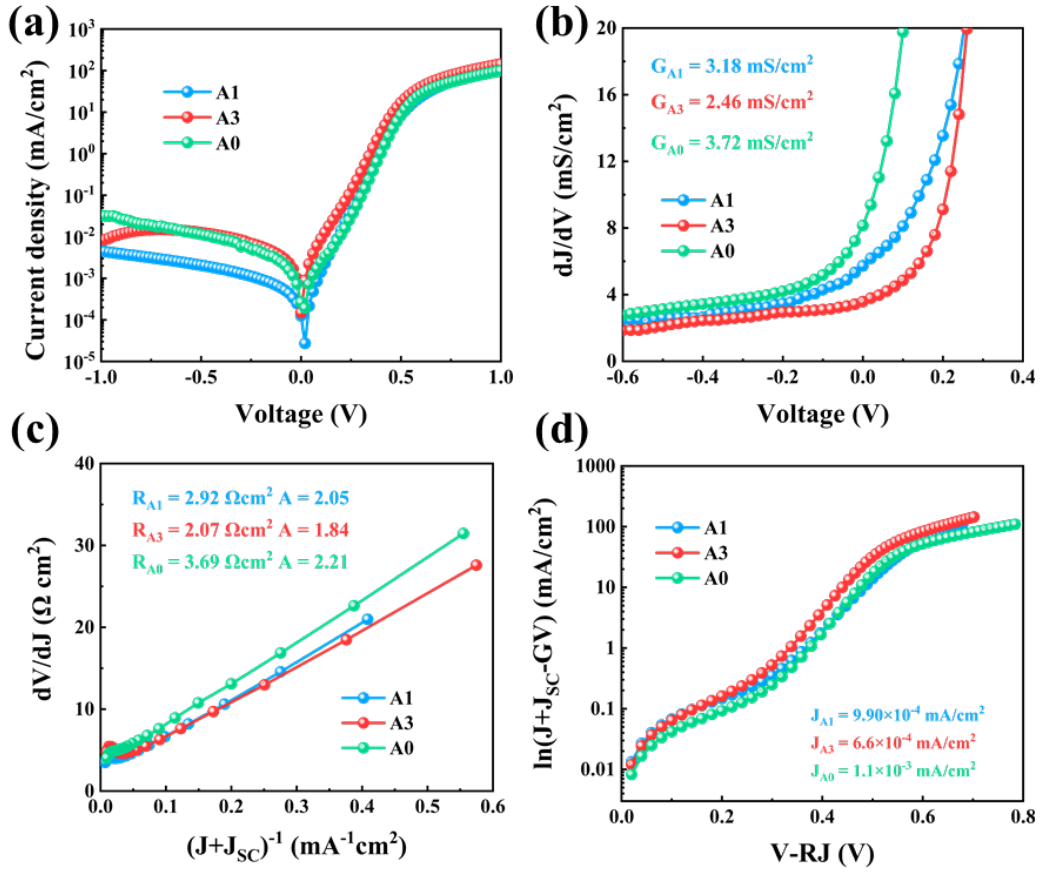 (a)
Current density (mA/cm²)
10³
10²
10¹
10⁰
10⁻¹
10⁻²
10⁻³
10⁻⁴
10⁻⁵
A1
A3
A0
-1.0 -0.5 0.0 0.5 1.0
Voltage (V)
(b)
dJ/dV (mS/cm²)
20
16
12
8
4
0
G_A1 = 3.18 mS/cm²
G_A3 = 2.46 mS/cm²
G_A0 = 3.72 mS/cm²
A1
A3
A0
-0.6 -0.4 -0.2 0.0 0.2 0.4
Voltage (V)
(c)
dV/dJ (Ω cm²)
40
30
20
10
0
R_A1 = 2.92 Ωcm² A = 2.05
R_A3 = 2.07 Ωcm² A = 1.84
R_A0 = 3.69 Ωcm² A = 2.21
A1
A3
A0
0.0 0.1 0.2 0.3 0.4 0.5 0.6
(J+J_SC)⁻¹ (mA⁻¹cm²)
(d)
ln(J+J_SC-GV) (mA/cm²)
1000
100
10
1
0.1
0.01
A1
A3
A0
J_A1 = 9.90×10⁻⁴ mA/cm²
J_A3 = 6.6×10⁻⁴ mA/cm²
J_A0 = 1.1×10⁻³ mA/cm²
0.0 0.2 0.4 0.6 0.8
V-RJ (V)